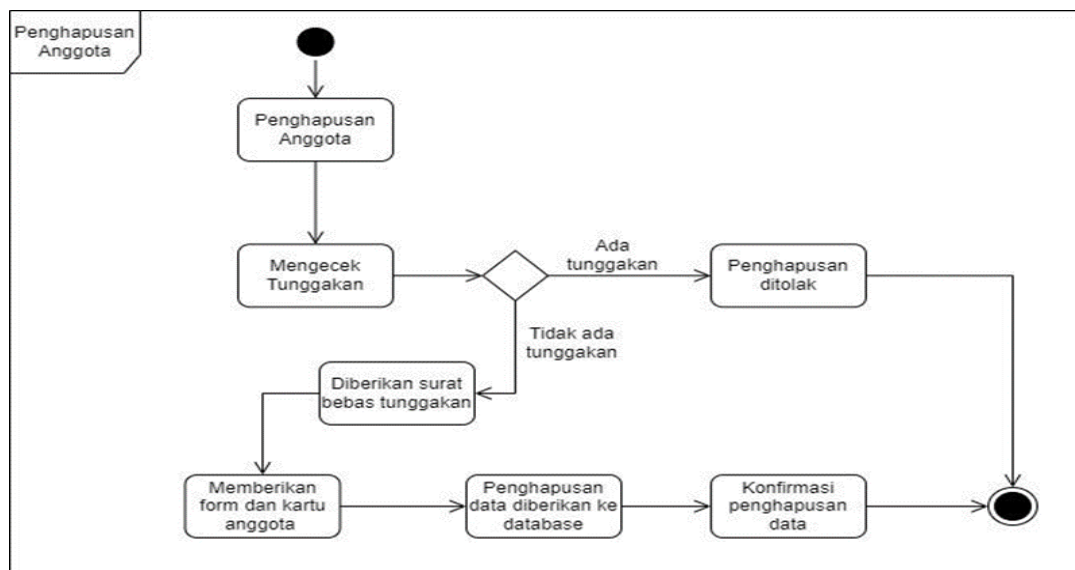 Penghapusan
Anggota
Penghapusan
Anggota
Mengecek
Tunggakan
Ada
tunggakan
Penghapusan
ditolak
Tidak ada
tunggakan
Diberikan surat
bebas tunggakan
Memberikan
form dan kartu
anggota
Penghapusan
data diberikan ke
database
Konfirmasi
penghapusan
data